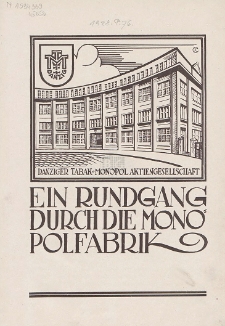 DANZIGER TABAK-MONOPOL AKTIENGESELLSCHAFT
EIN RUNDGANG
DURCH DIE MONO-
POLFABRIK